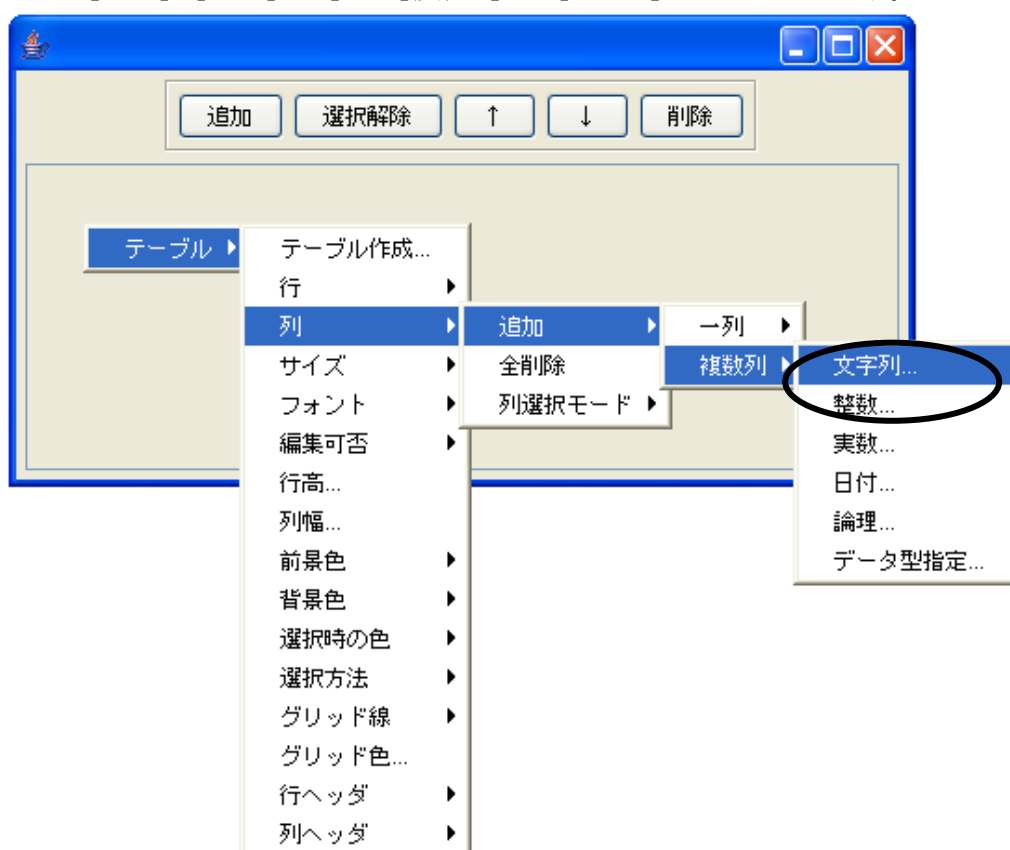 追加 選択解除 ↑ ↓ 削除
テーブル
テーブル作成...
行
列
サイズ
フォント
編集可否
行高...
列幅...
前景色
背景色
選択時の色
選択方法
グリッド線
グリッド色...
行ヘッダ
列ヘッダ
追加
全削除
列選択モード
一列
複数列
文字列...
整数...
実数...
日付...
論理...
データ型指定...